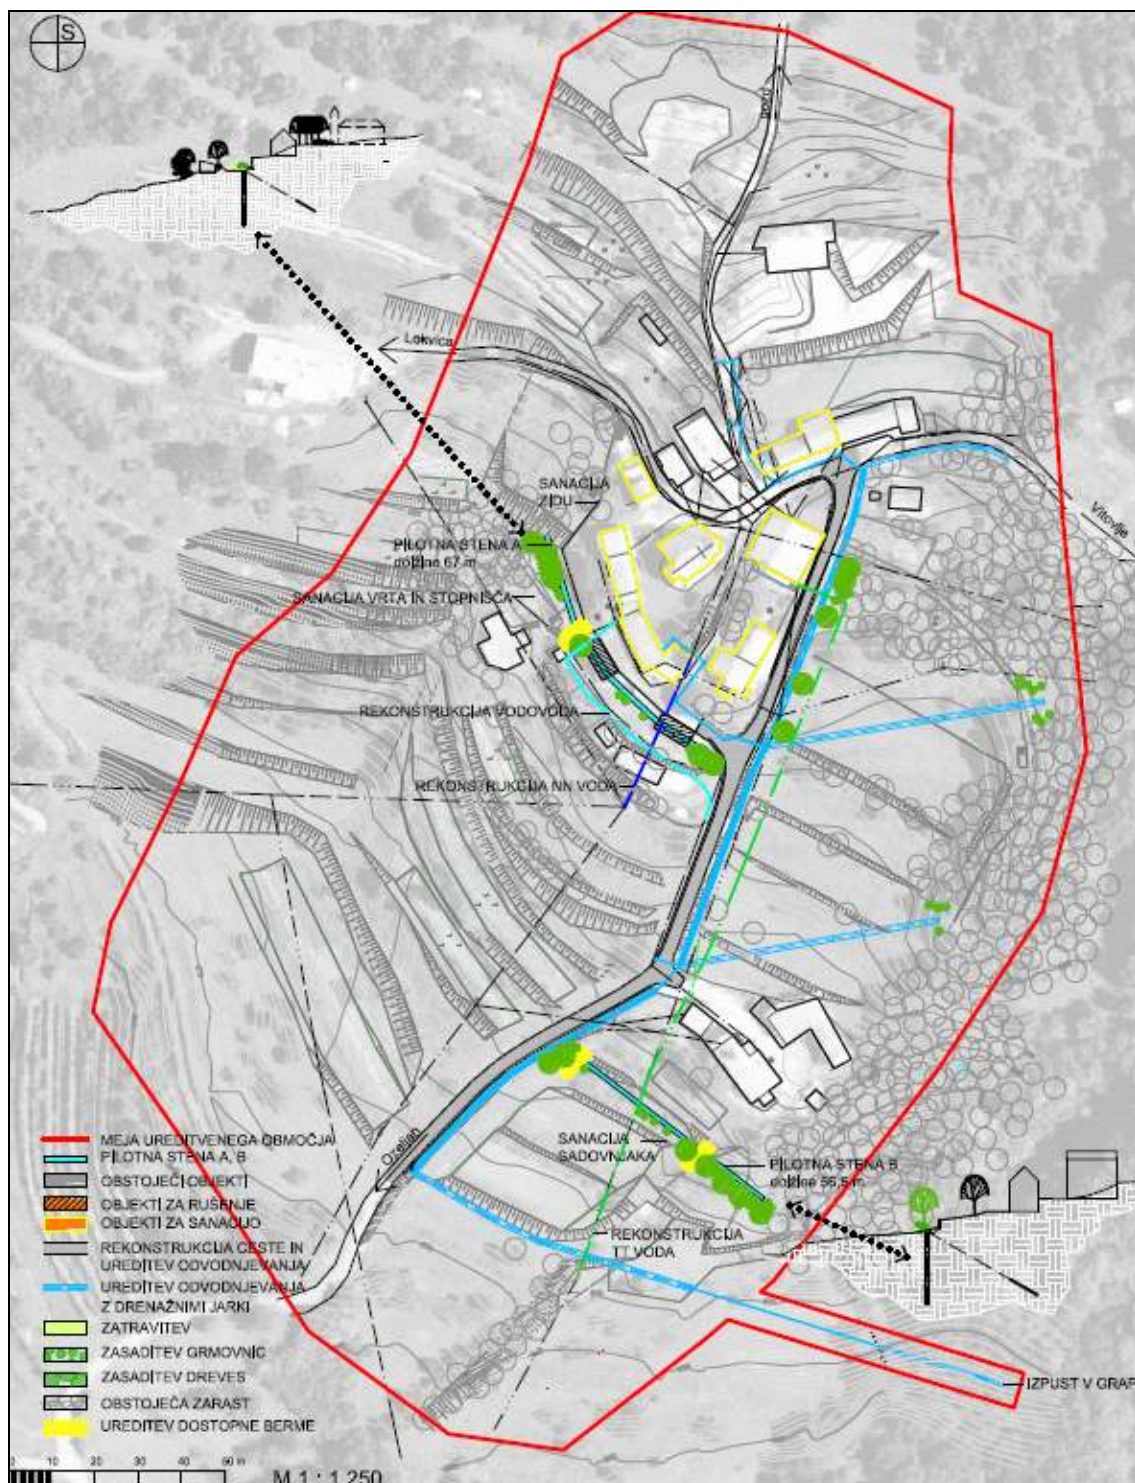 S
goro
Lokvica
SANACIJA
ZIDU
PILOTNA STENA A
dolžine 67 m
Vitovlje
SANACIJA VRTA IN STOPNIŠČA
REKONSTRUKCIJA VODOVODA
REKONSTRUKCIJA NN VODA
Ozeljan
SANACIJA
SADOVNJAKA
PILOTNA STENA B
dolžine 56,5 m
REKONSTRUKCIJA
TT VODA
IZPUST V GRAP
MEJA UREDITVENEGA OBMOČJA
PILOTNA STENA A, B
OBSTOJEČI OBJEKTI
OBJEKTI ZA RUŠENJE
OBJEKTI ZA SANACIJO
REKONSTRUKCIJA CESTE IN
UREDITEV ODVODNJEVANJA
UREDITEV ODVODNJEVANJA
Z DRENAŽNIMI JARKI
ZATRAVITEV
ZASADITEV GRMOVNIC
ZASADITEV DREVES
OBSTOJEČA ZARAST
UREDITEV DOSTOPNE BERME
0 10 20 30 40 50 m
M 1 : 1.250